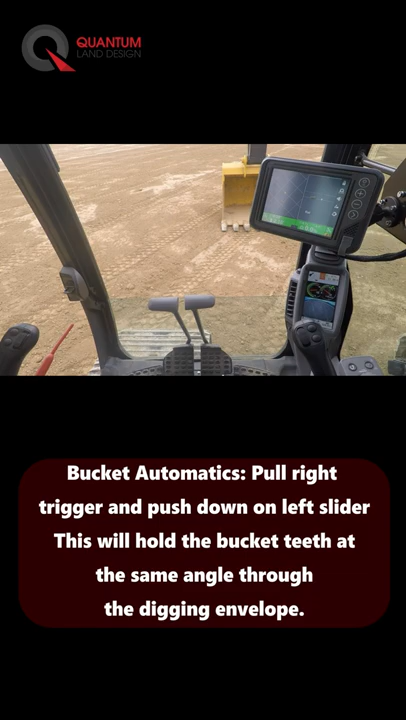 QUANTUM
LAND DESIGN
Bucket Automatics: Pull right
trigger and push down on left slider
This will hold the bucket teeth at
the same angle through
the digging envelope.